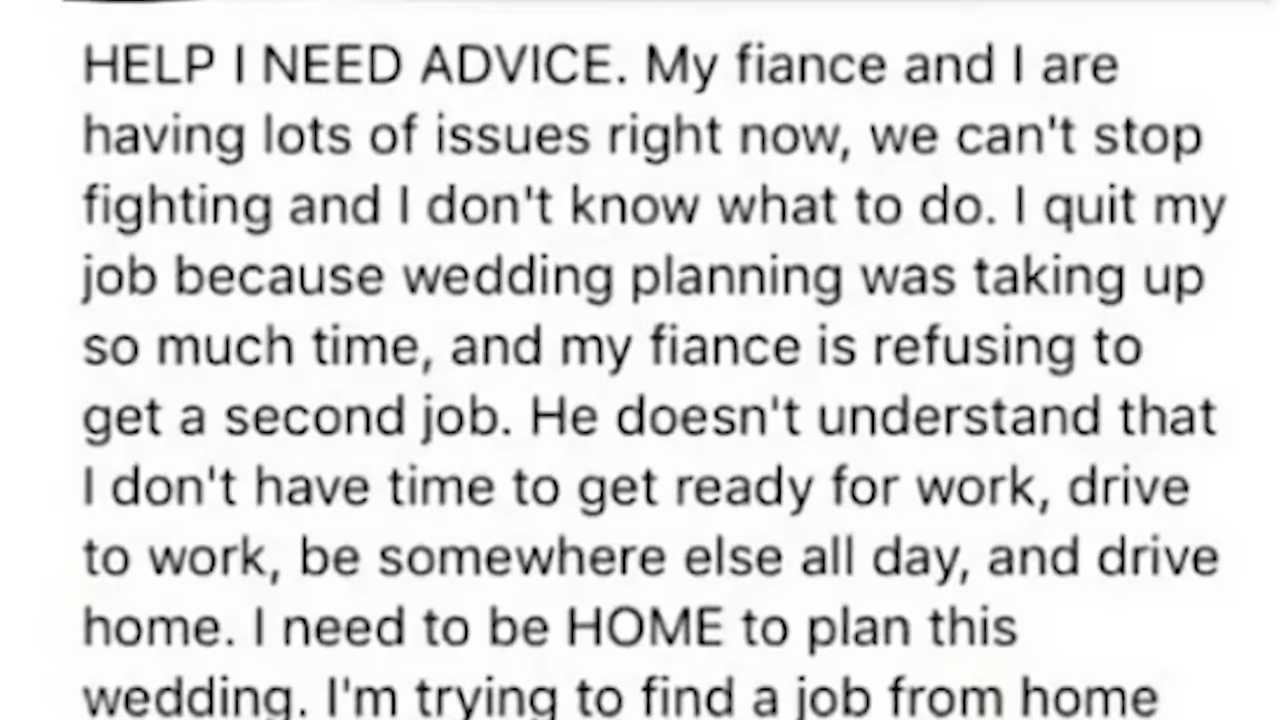 HELP I NEED ADVICE. My fiance and I are
having lots of issues right now, we can't stop
fighting and I don't know what to do. I quit my
job because wedding planning was taking up
so much time, and my fiance is refusing to
get a second job. He doesn't understand that
I don't have time to get ready for work, drive
to work, be somewhere else all day, and drive
home. I need to be HOME to plan this
wedding. I'm trying to find a job from home